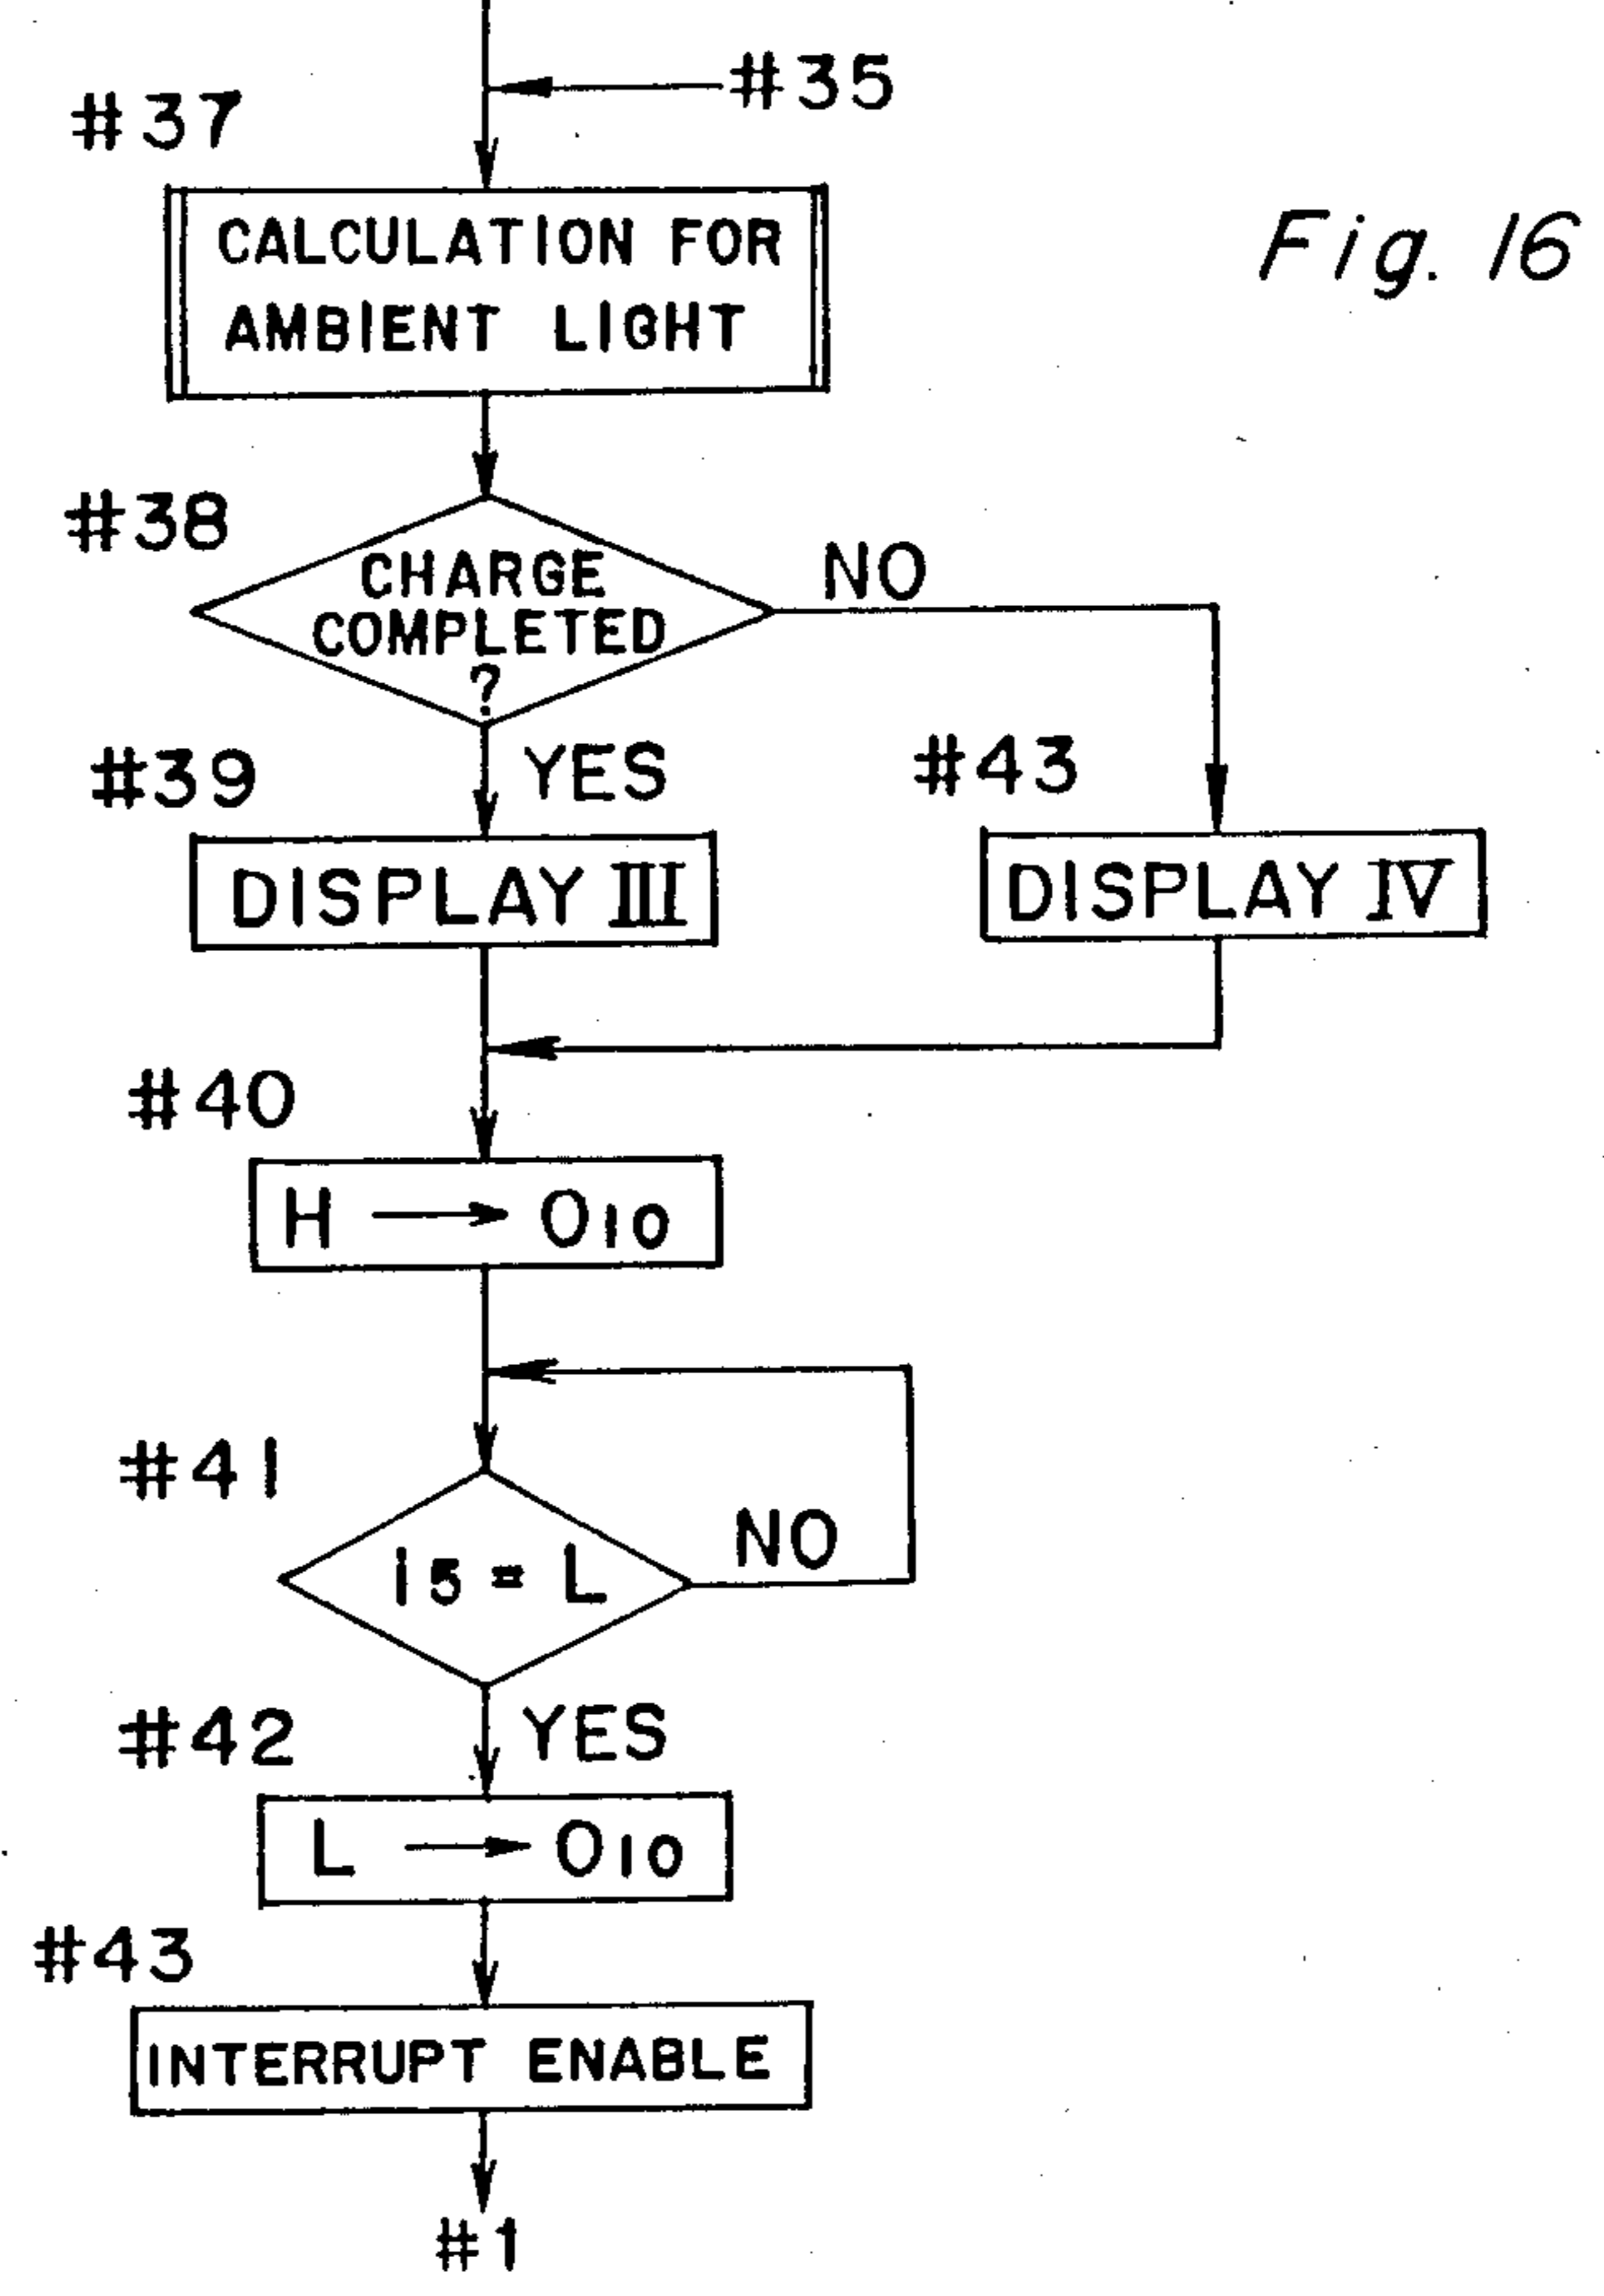 #35
#37
Fig. 16
CALCULATION FOR
AMBIENT LIGHT
#38
CHARGE
COMPLETED
?
NO
#39
YES
#43
DISPLAY III
DISPLAY IV
#40
H → O10
#41
i5 = L
NO
#42
YES
L → O10
#43
INTERRUPT ENABLE
#1